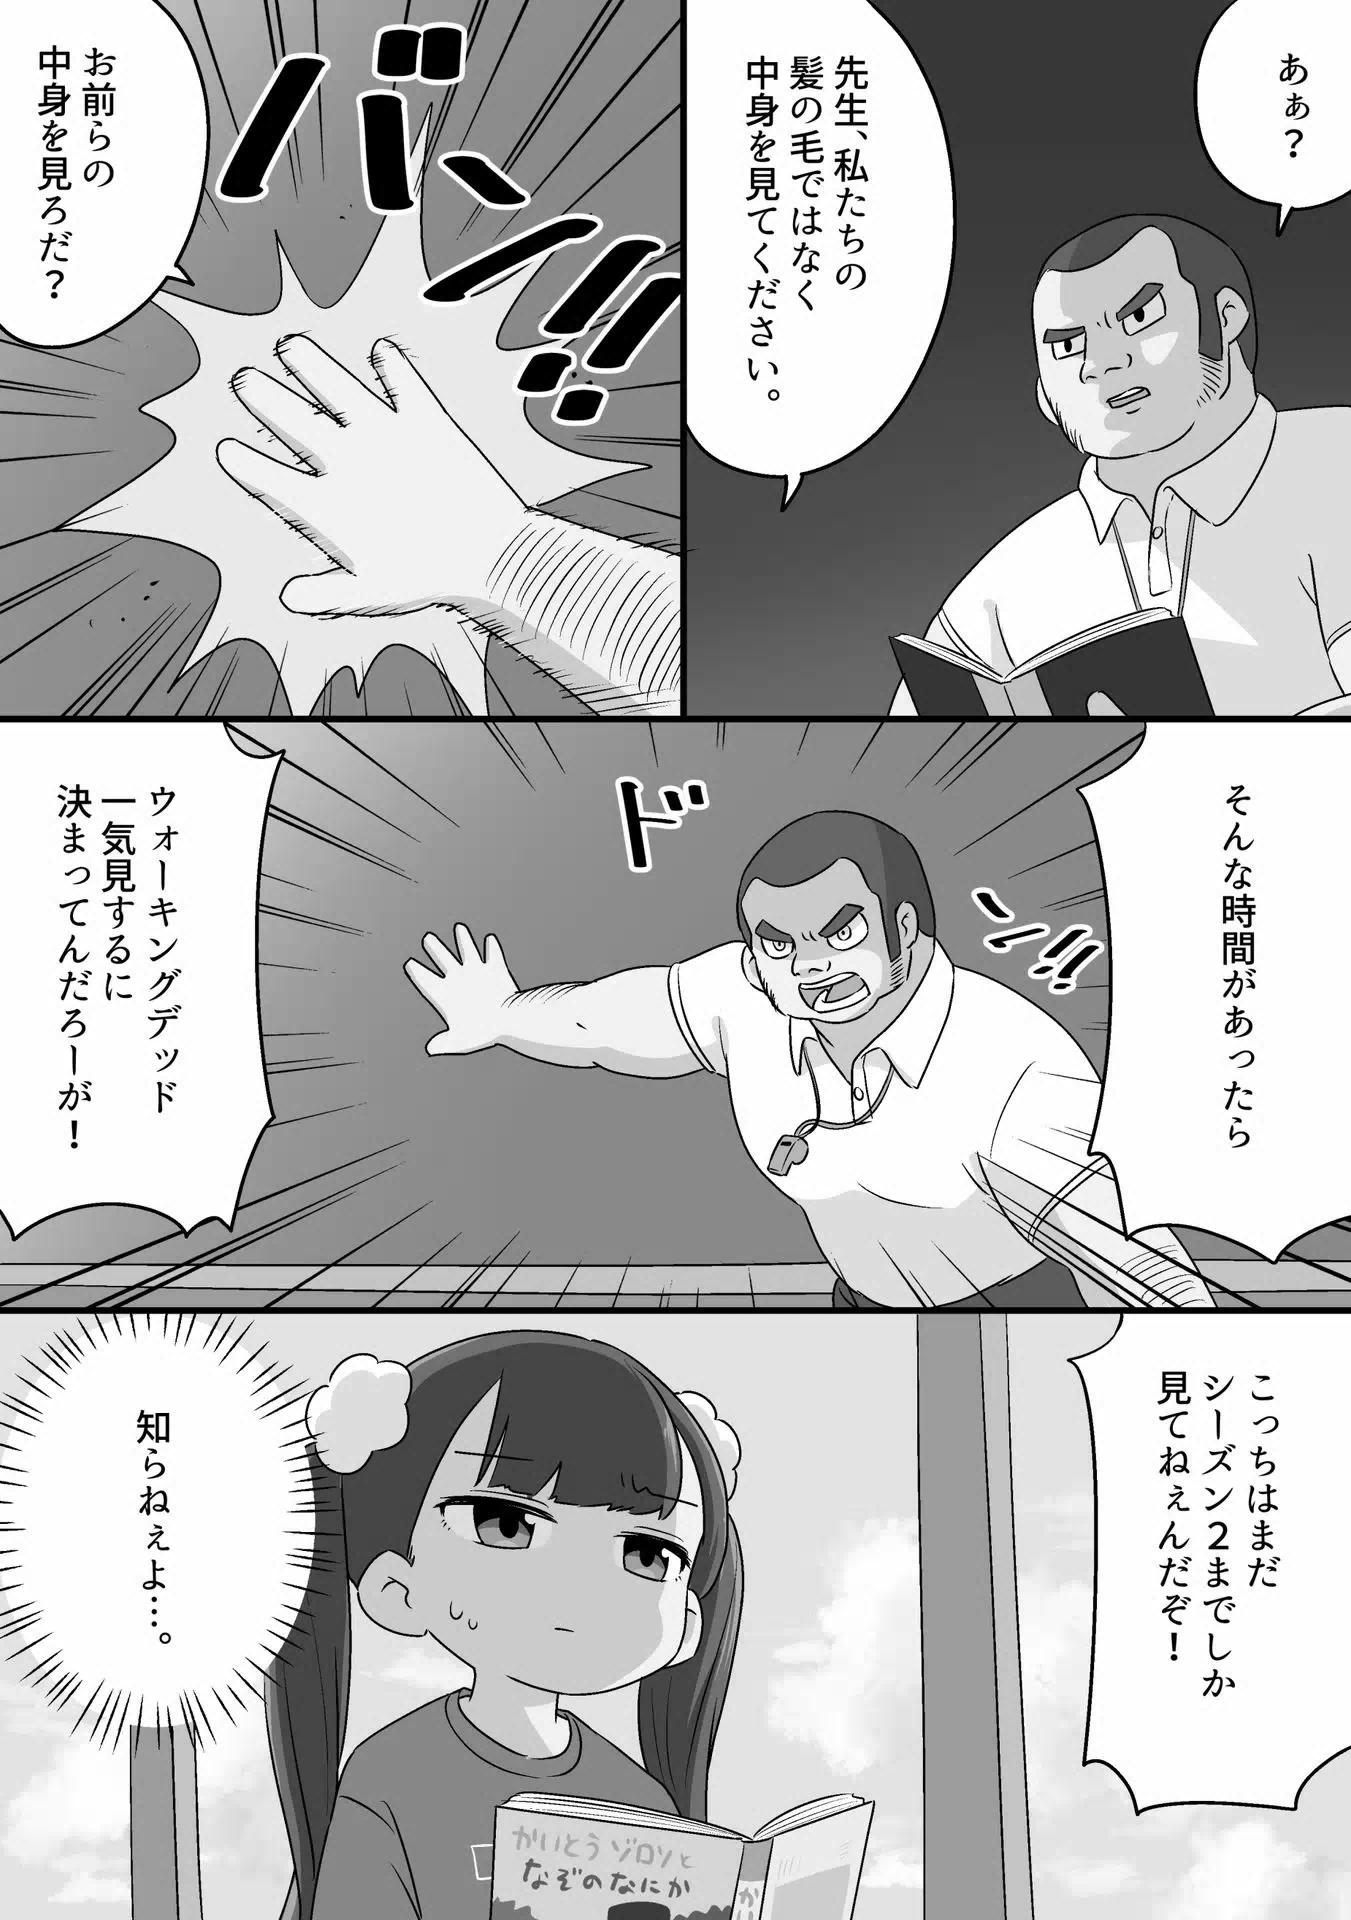 あぁ?
先生、私たちの
髪の毛ではなく
中身を見てください。
バンッ!!
お前らの
中身を見ろだ?
そんな時間があったら
ドンッ!!
ウォーキングデッド
一気見するに
決まってんだろーが!
こっちはまだ
シーズン2までしか
見てねぇんだぞ!
知らねぇよ…。
かいとうゾロリと
なぞのなにか
かい